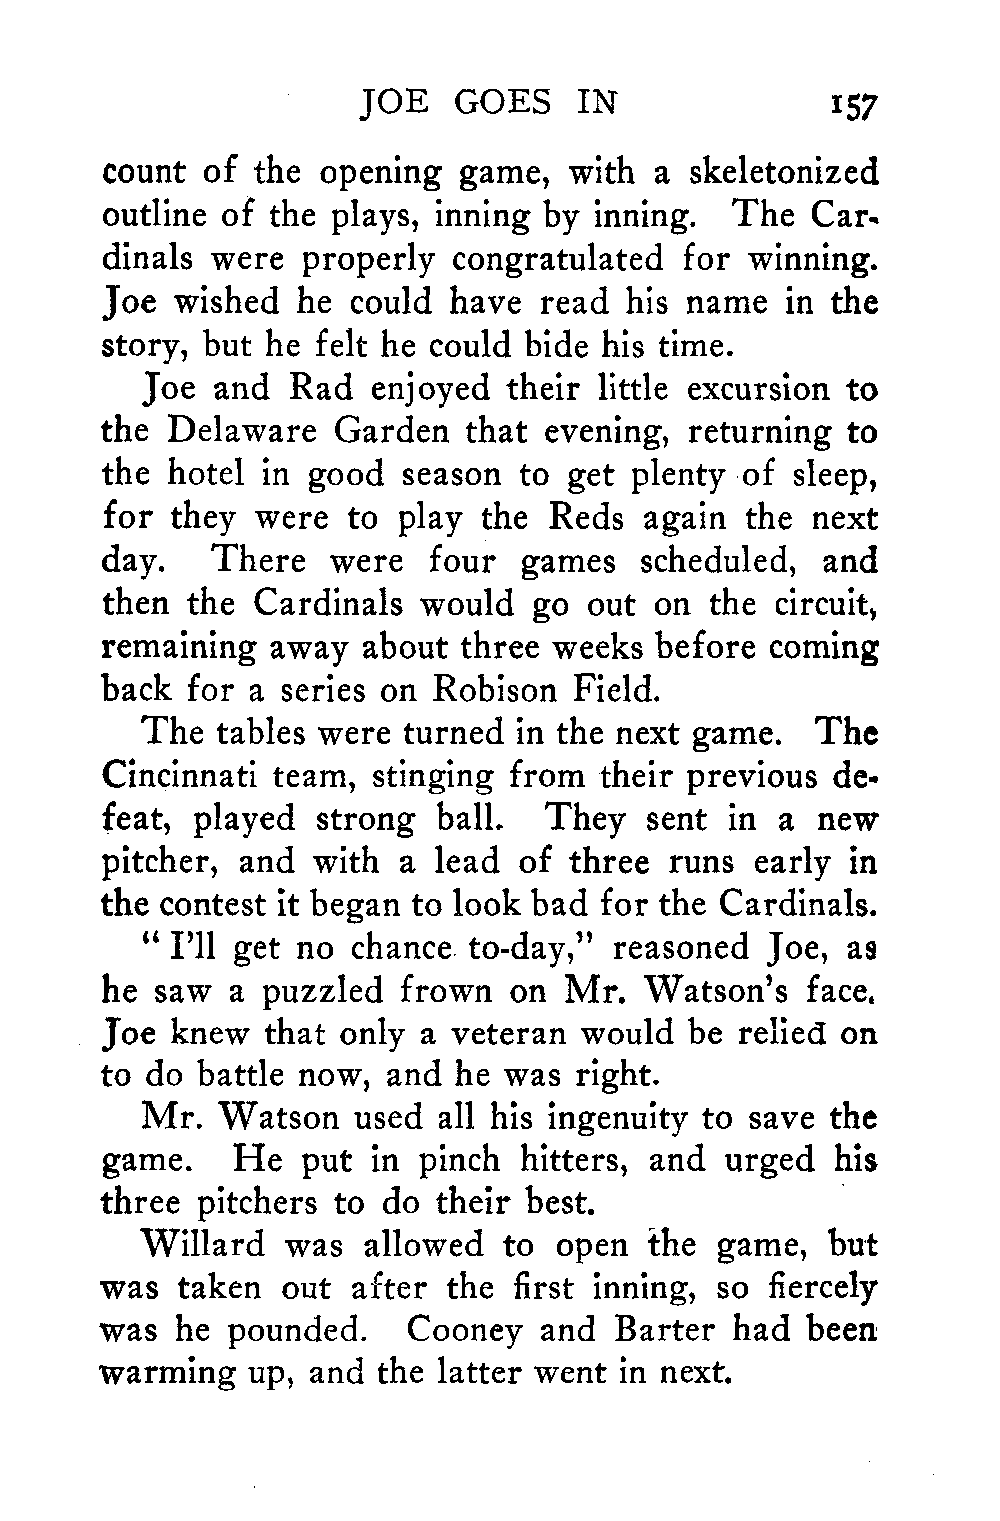 JOE GOES IN 157
count of the opening game, with a skeletonized
outline of the plays, inning by inning. The Car-
dinals were properly congratulated for winning.
Joe wished he could have read his name in the
story, but he felt he could bide his time.
Joe and Rad enjoyed their little excursion to
the Delaware Garden that evening, returning to
the hotel in good season to get plenty of sleep,
for they were to play the Reds again the next
day. There were four games scheduled, and
then the Cardinals would go out on the circuit,
remaining away about three weeks before coming
back for a series on Robison Field.
The tables were turned in the next game. The
Cincinnati team, stinging from their previous de-
feat, played strong ball. They sent in a new
pitcher, and with a lead of three runs early in
the contest it began to look bad for the Cardinals.
“ I’ll get no chance to-day,” reasoned Joe, as
he saw a puzzled frown on Mr. Watson’s face.
Joe knew that only a veteran would be relied on
to do battle now, and he was right.
Mr. Watson used all his ingenuity to save the
game. He put in pinch hitters, and urged his
three pitchers to do their best.
Willard was allowed to open the game, but
was taken out after the first inning, so fiercely
was he pounded. Cooney and Barter had been
warming up, and the latter went in next.